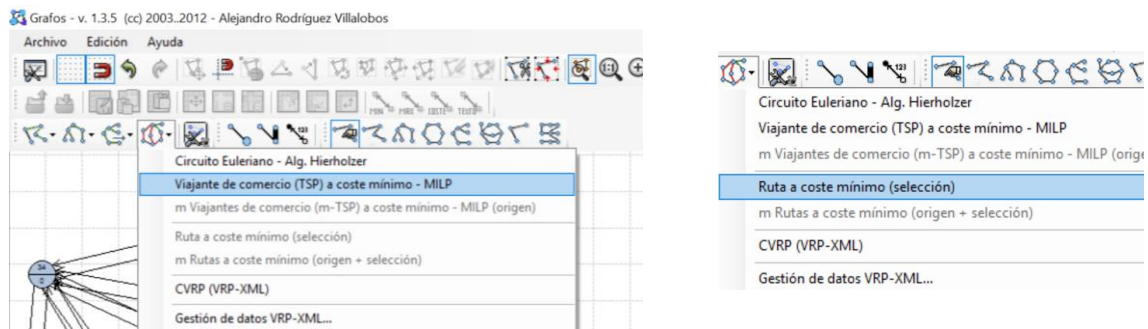 Grafos - v. 1.3.5 (cc) 2003..2012 - Alejandro Rodríguez Villalobos
Archivo Edición Ayuda
Circuito Euleriano - Alg. Hierholzer
Viajante de comercio (TSP) a coste mínimo - MILP
m Viajantes de comercio (m-TSP) a coste mínimo - MILP (origen)
Ruta a coste mínimo (selección)
m Rutas a coste mínimo (origen + selección)
CVRP (VRP-XML)
Gestión de datos VRP-XML...
34
Circuito Euleriano - Alg. Hierholzer
Viajante de comercio (TSP) a coste mínimo - MILP
m Viajantes de comercio (m-TSP) a coste mínimo - MILP (orige
Ruta a coste mínimo (selección)
m Rutas a coste mínimo (origen + selección)
CVRP (VRP-XML)
Gestión de datos VRP-XML...